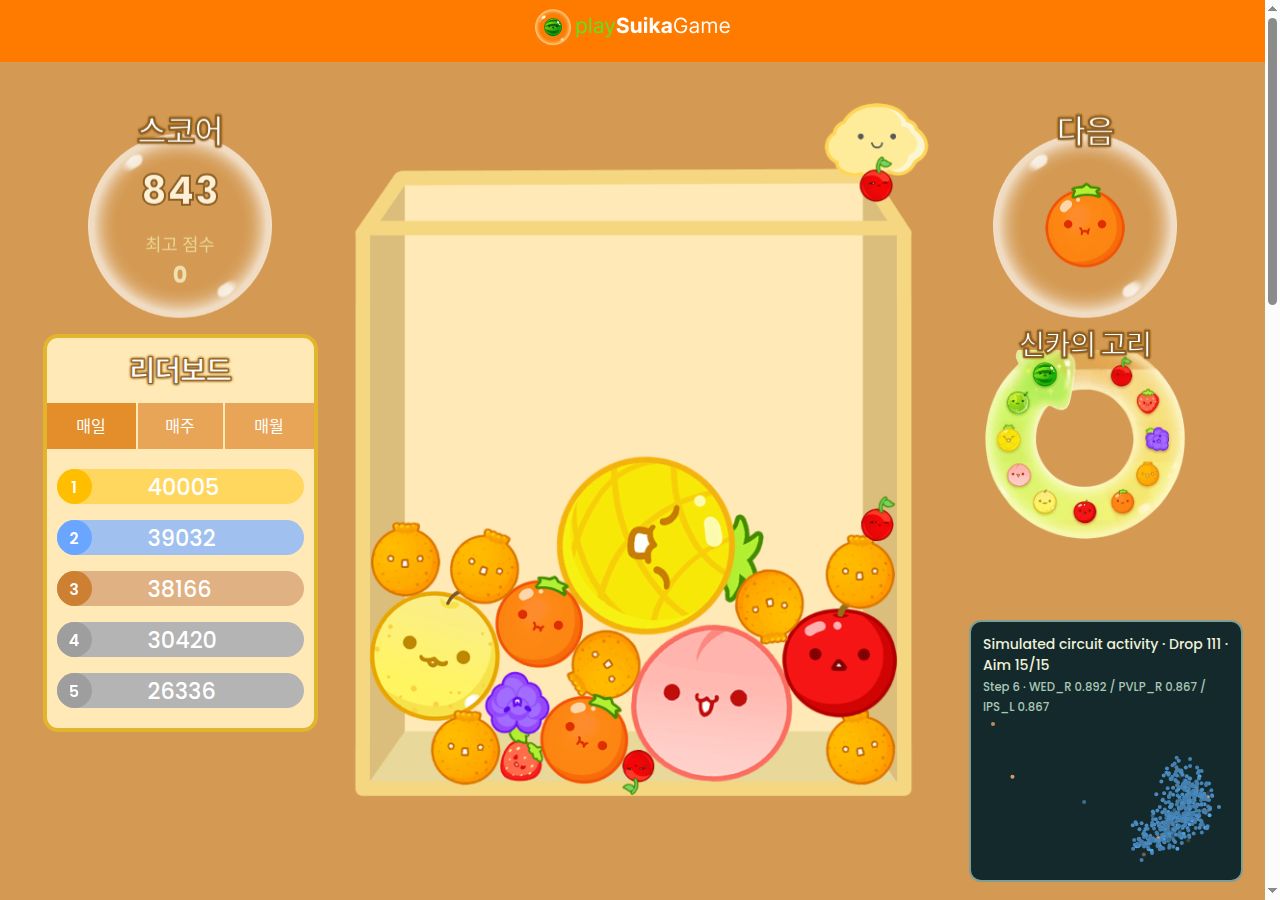 playSuikaGame
스코어
843
최고 점수
0
리더보드
매일 매주 매월
1 40005
2 39032
3 38166
4 30420
5 26336
다음
신카의 고리
Simulated circuit activity · Drop 111 ·
Aim 15/15
Step 6 · WED_R 0.892 / PVLP_R 0.867 /
IPS_L 0.867